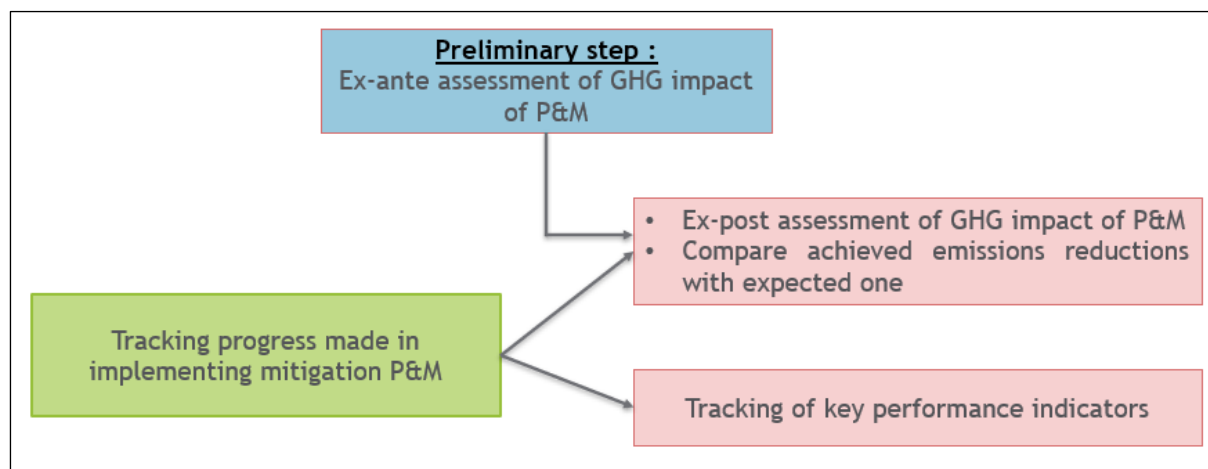 Preliminary step :
Ex-ante assessment of GHG impact
of P&M
• Ex-post assessment of GHG impact of P&M
• Compare achieved emissions reductions
with expected one
Tracking progress made in
implementing mitigation P&M
Tracking of key performance indicators